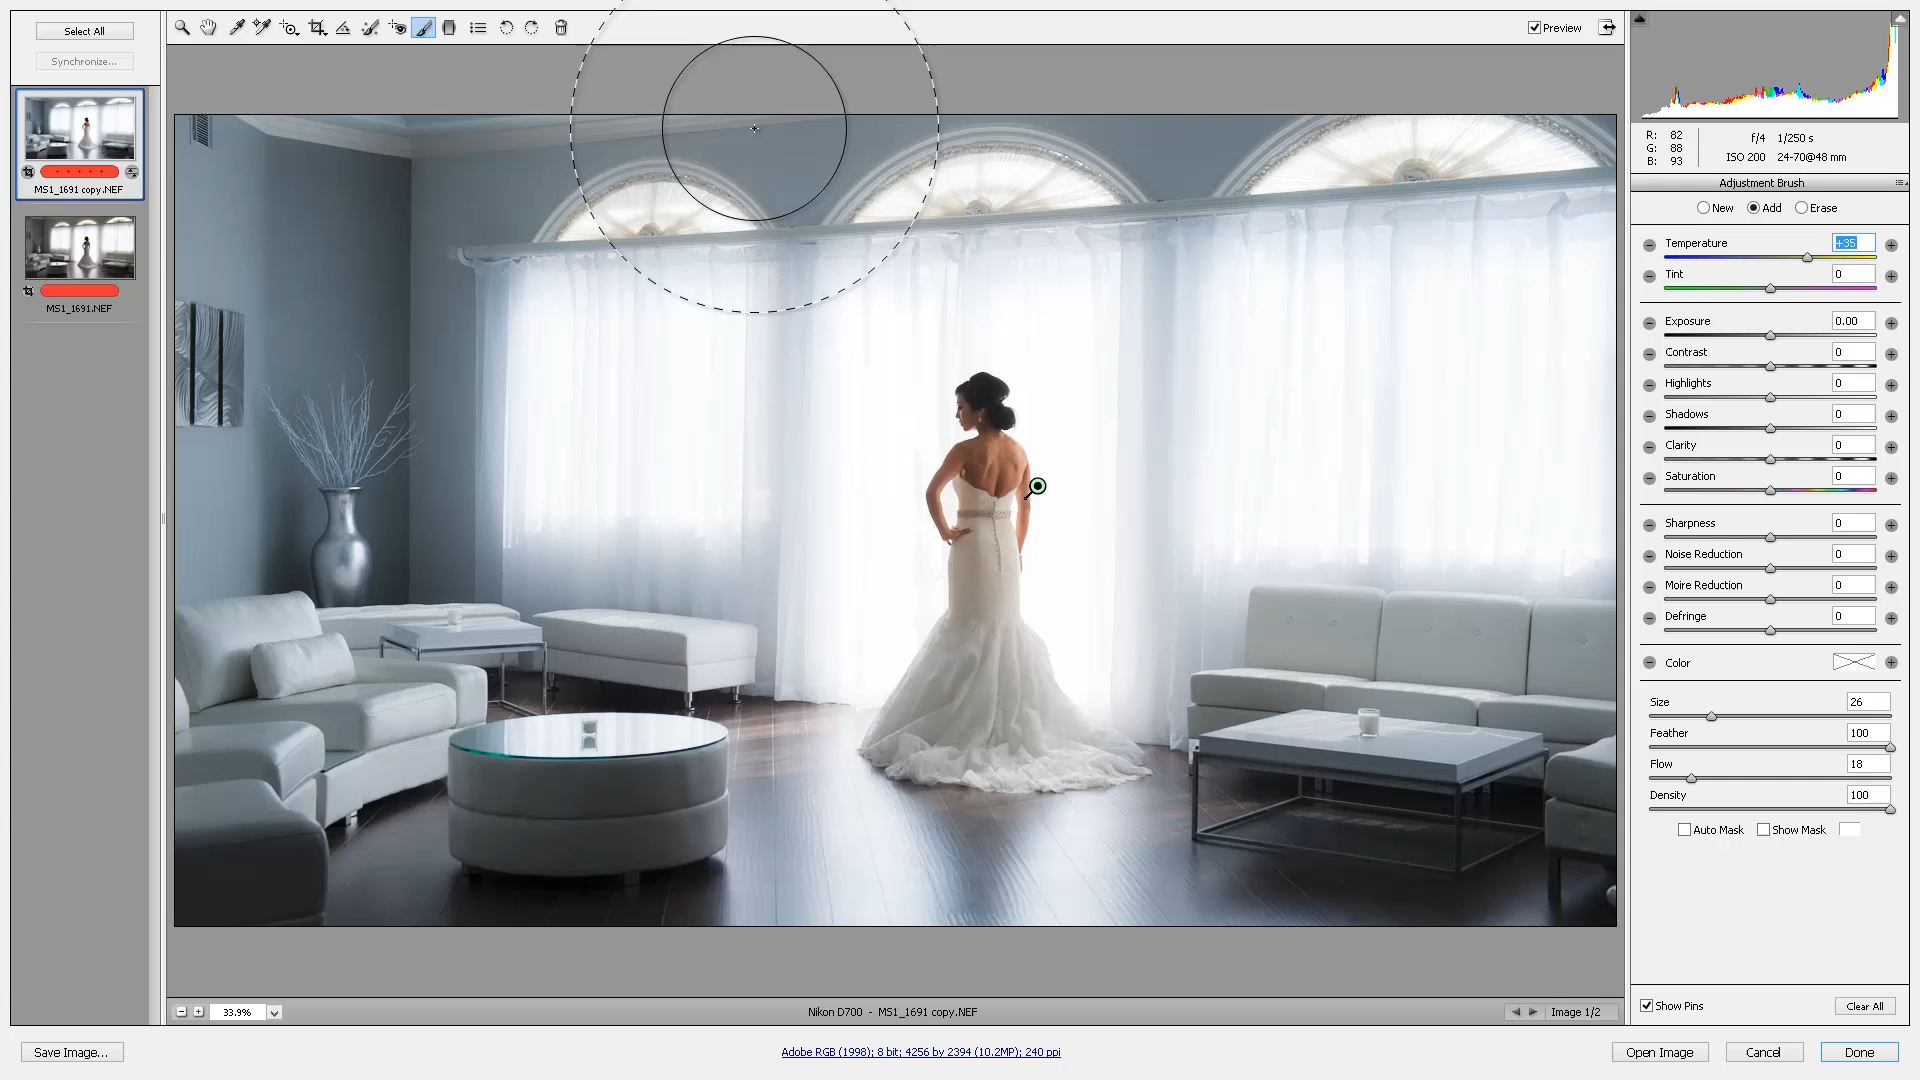 Select All
Synchronize...
MS1_1691 copy.NEF
MS1_1691.NEF
Preview
R: 82
G: 88
B: 93
f/4 1/250 s
ISO 200 24-70@48 mm
Adjustment Brush
New Add Erase
Temperature +35
Tint 0
Exposure 0.00
Contrast 0
Highlights 0
Shadows 0
Clarity 0
Saturation 0
Sharpness 0
Noise Reduction 0
Moire Reduction 0
Defringe 0
Color
Size 26
Feather 100
Flow 18
Density 100
Auto Mask Show Mask
Show Pins Clear All
33.9% Nikon D700 - MS1_1691 copy.NEF Image 1/2
Save Image... Adobe RGB (1998); 8 bit; 4256 by 2394 (10.2MP); 240 ppi Open Image Cancel Done